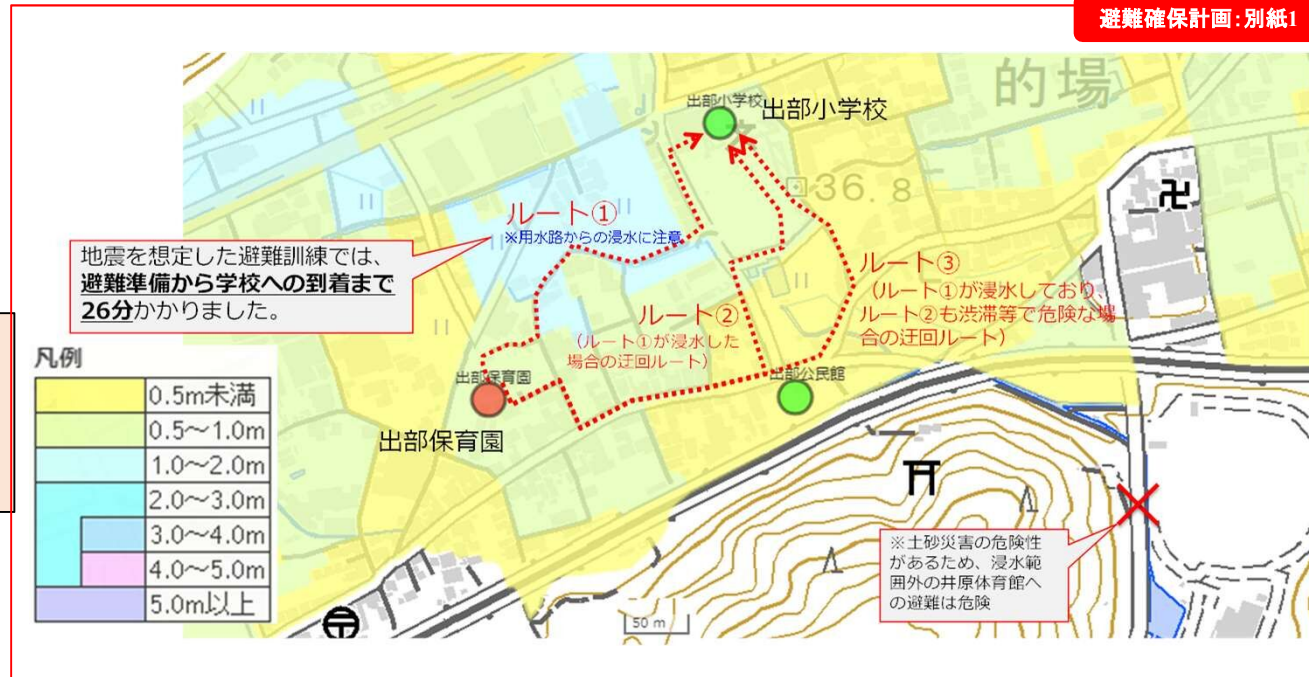 避難確保計画:別紙1
的場
出部小学校
出部小学校
36.8
ルート①
※用水路からの浸水に注意
地震を想定した避難訓練では、
避難準備から学校への到着まで
26分かかりました。
ルート③
(ルート①が浸水しており、
ルート②も渋滞等で危険な場
合の迂回ルート)
ルート②
(ルート①が浸水した
場合の迂回ルート)
出部保育園
出部保育園
出部公民館
凡例
0.5m未満
0.5~1.0m
1.0~2.0m
2.0~3.0m
3.0~4.0m
4.0~5.0m
5.0m以上
※土砂災害の危険性
があるため、浸水範
囲外の井原体育館へ
の避難は危険
50 m